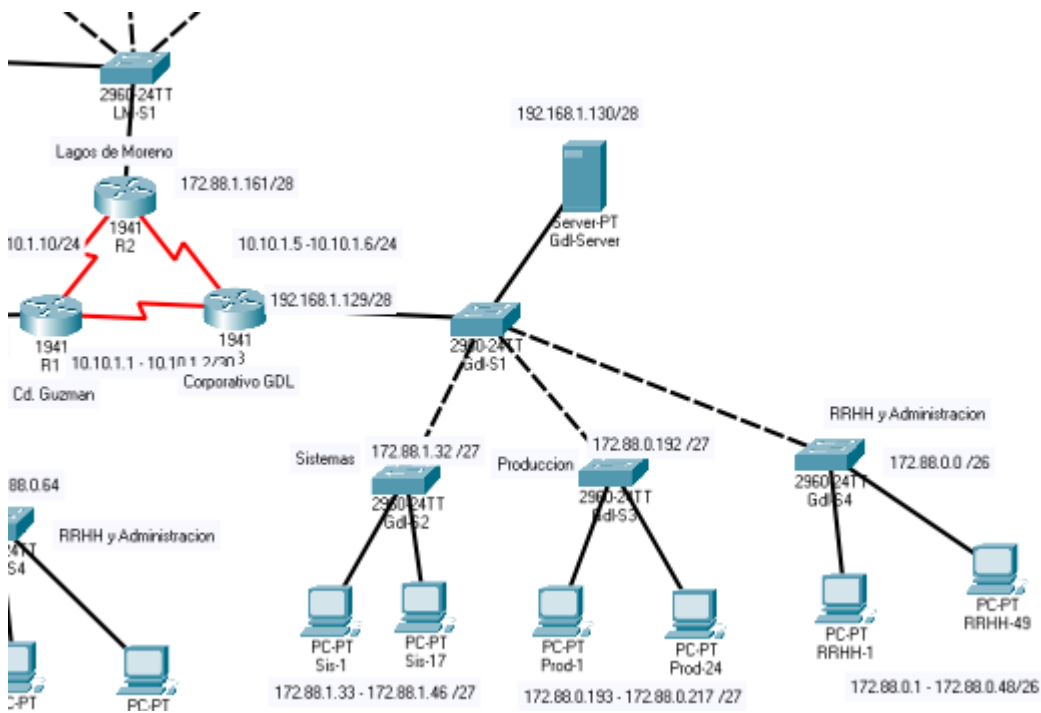 2960-24TT
LM-S1
192.168.1.130/28
Lagos de Moreno
172.88.1.161/28
Server-PT
Gdl-Server
1941
R2
10.1.10/24
10.10.1.5 -10.10.1.6/24
192.168.1.129/28
1941
R1
1941
3
2960-24TT
Gdl-S1
10.10.1.1 - 10.10.1.2/30
Cd. Guzman
Corporativo GDL
RRHH y Administracion
Sistemas
172.88.1.32 /27
Produccion
172.88.0.192 /27
172.88.0.0 /26
88.0.64
2960-24TT
Gdl-S2
2960-24TT
Gdl-S3
2960-24TT
Gdl-S4
RRHH y Administracion
4TT
S4
PC-PT
Sis-1
PC-PT
Sis-17
PC-PT
Prod-1
PC-PT
Prod-24
PC-PT
RRHH-1
PC-PT
RRHH-49
172.88.1.33 - 172.88.1.46 /27
172.88.0.193 - 172.88.0.217 /27
172.88.0.1 - 172.88.0.48/26
C-PT
PC-PT